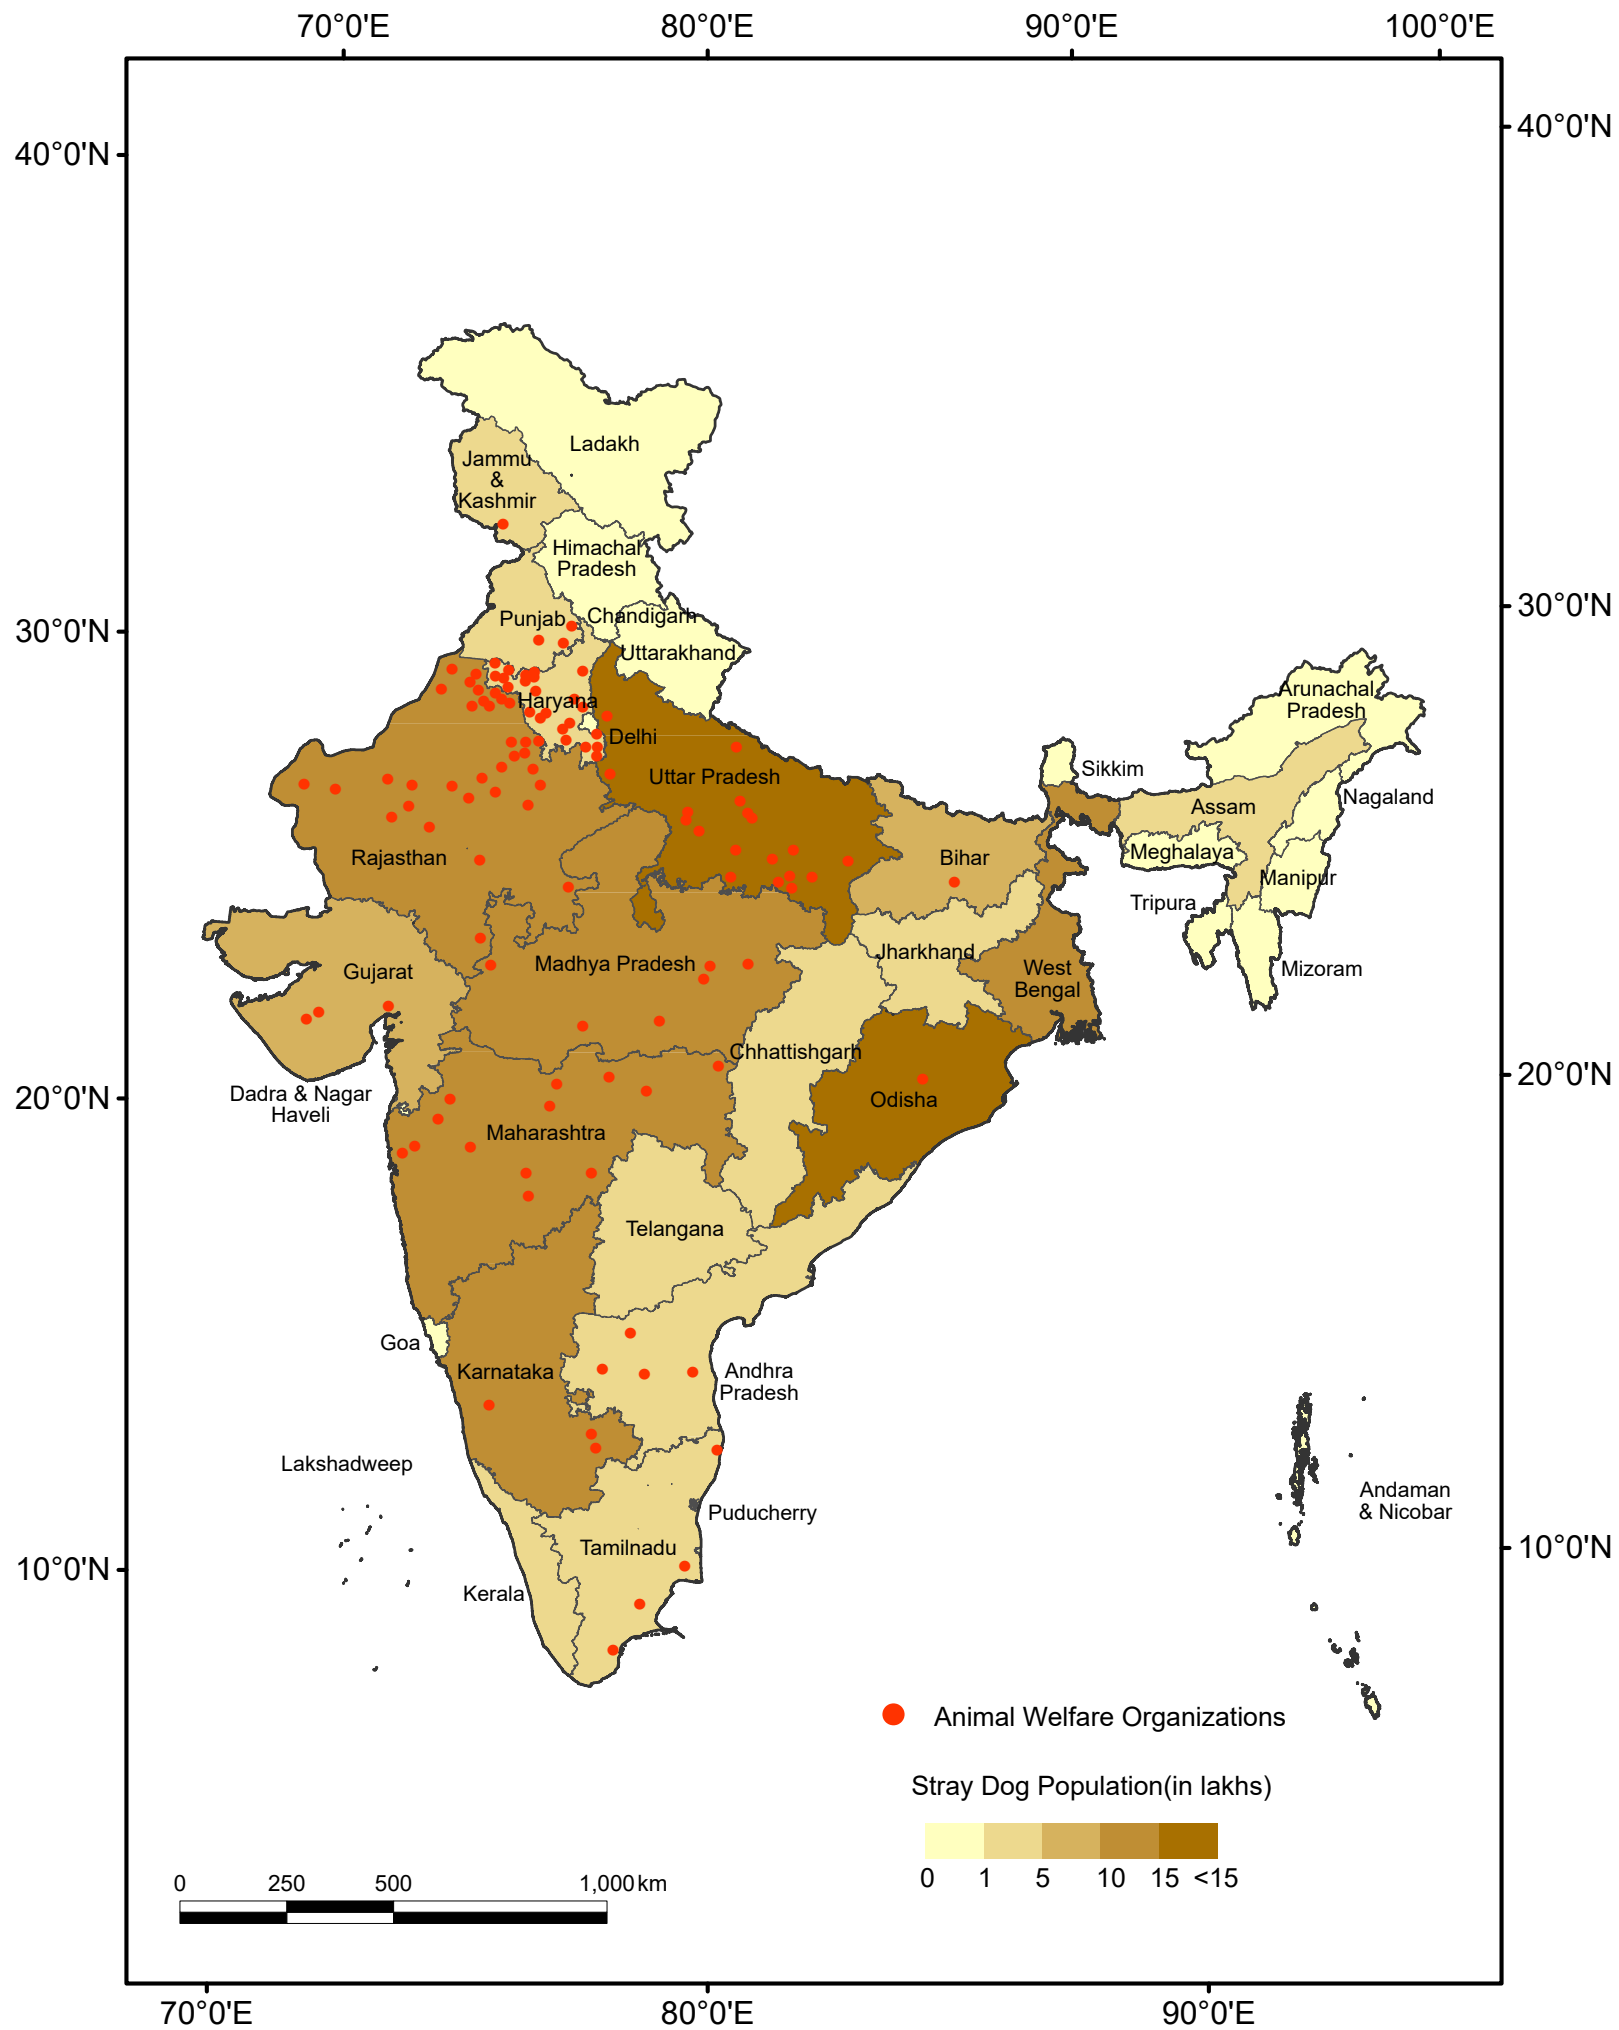 70°0'E 80°0'E 90°0'E 100°0'E
40°0'N 40°0'N
Ladakh
Jammu
&
Kashmir
Himachal
Pradesh
30°0'N 30°0'N
Punjab Chandigarh
Uttarakhand
Haryana
Arunachal
Pradesh
Delhi
Uttar Pradesh
Sikkim
Nagaland
Assam
Rajasthan
Bihar
Meghalaya
Manipur
Tripura
Gujarat
Madhya Pradesh
Jharkhand
West
Bengal
Mizoram
Chhattishgarh
20°0'N 20°0'N
Dadra & Nagar
Haveli
Odisha
Maharashtra
Telangana
Goa
Karnataka
Andhra
Pradesh
Lakshadweep
Andaman
& Nicobar
Puducherry
Tamilnadu
10°0'N 10°0'N
Kerala
Animal Welfare Organizations
Stray Dog Population(in lakhs)
0 1 5 10 15 <15
0 250 500 1,000 km
70°0'E 80°0'E 90°0'E